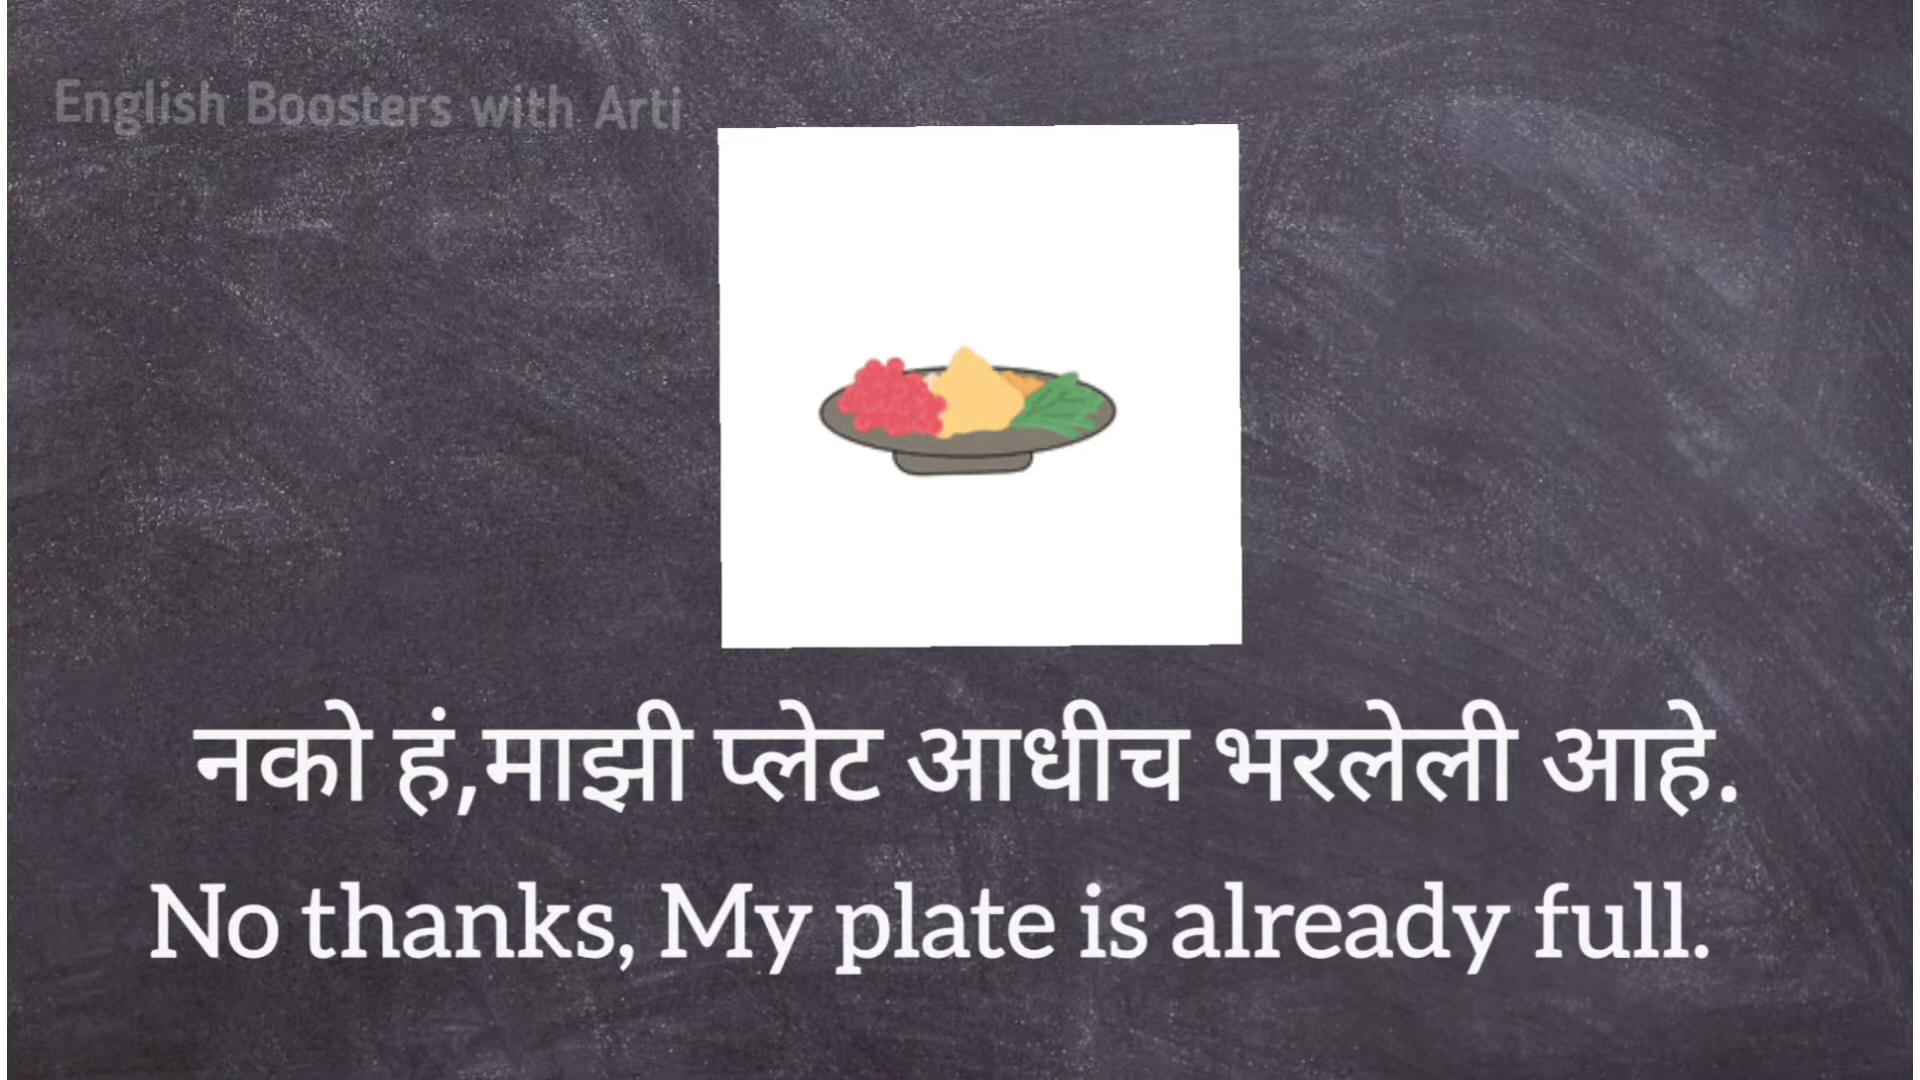 English Boosters with Arti
नको हं,माझी प्लेट आधीच भरलेली आहे.
No thanks, My plate is already full.